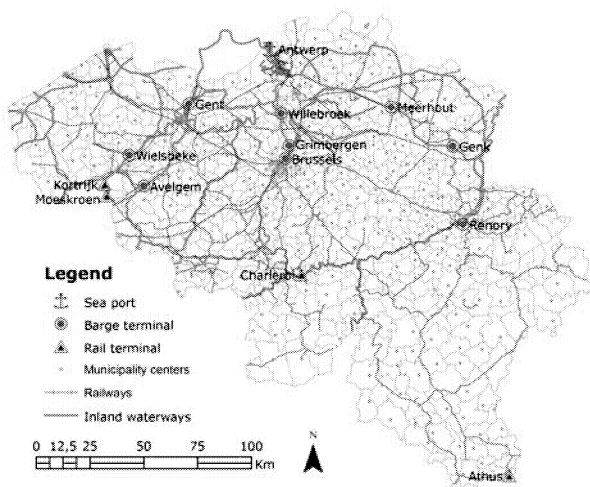 Antwerp
Gent
Willebroek
Meerhout
Grimbergen
Genk
Wielsbeke
Brussels
Kortrijk
Avelgem
Moeskroen
Renory
Charleroi
Legend
Sea port
Barge terminal
Rail terminal
Municipality centers
Railways
Inland waterways
0 12,5 25 50 75 100
Km
N
Athus